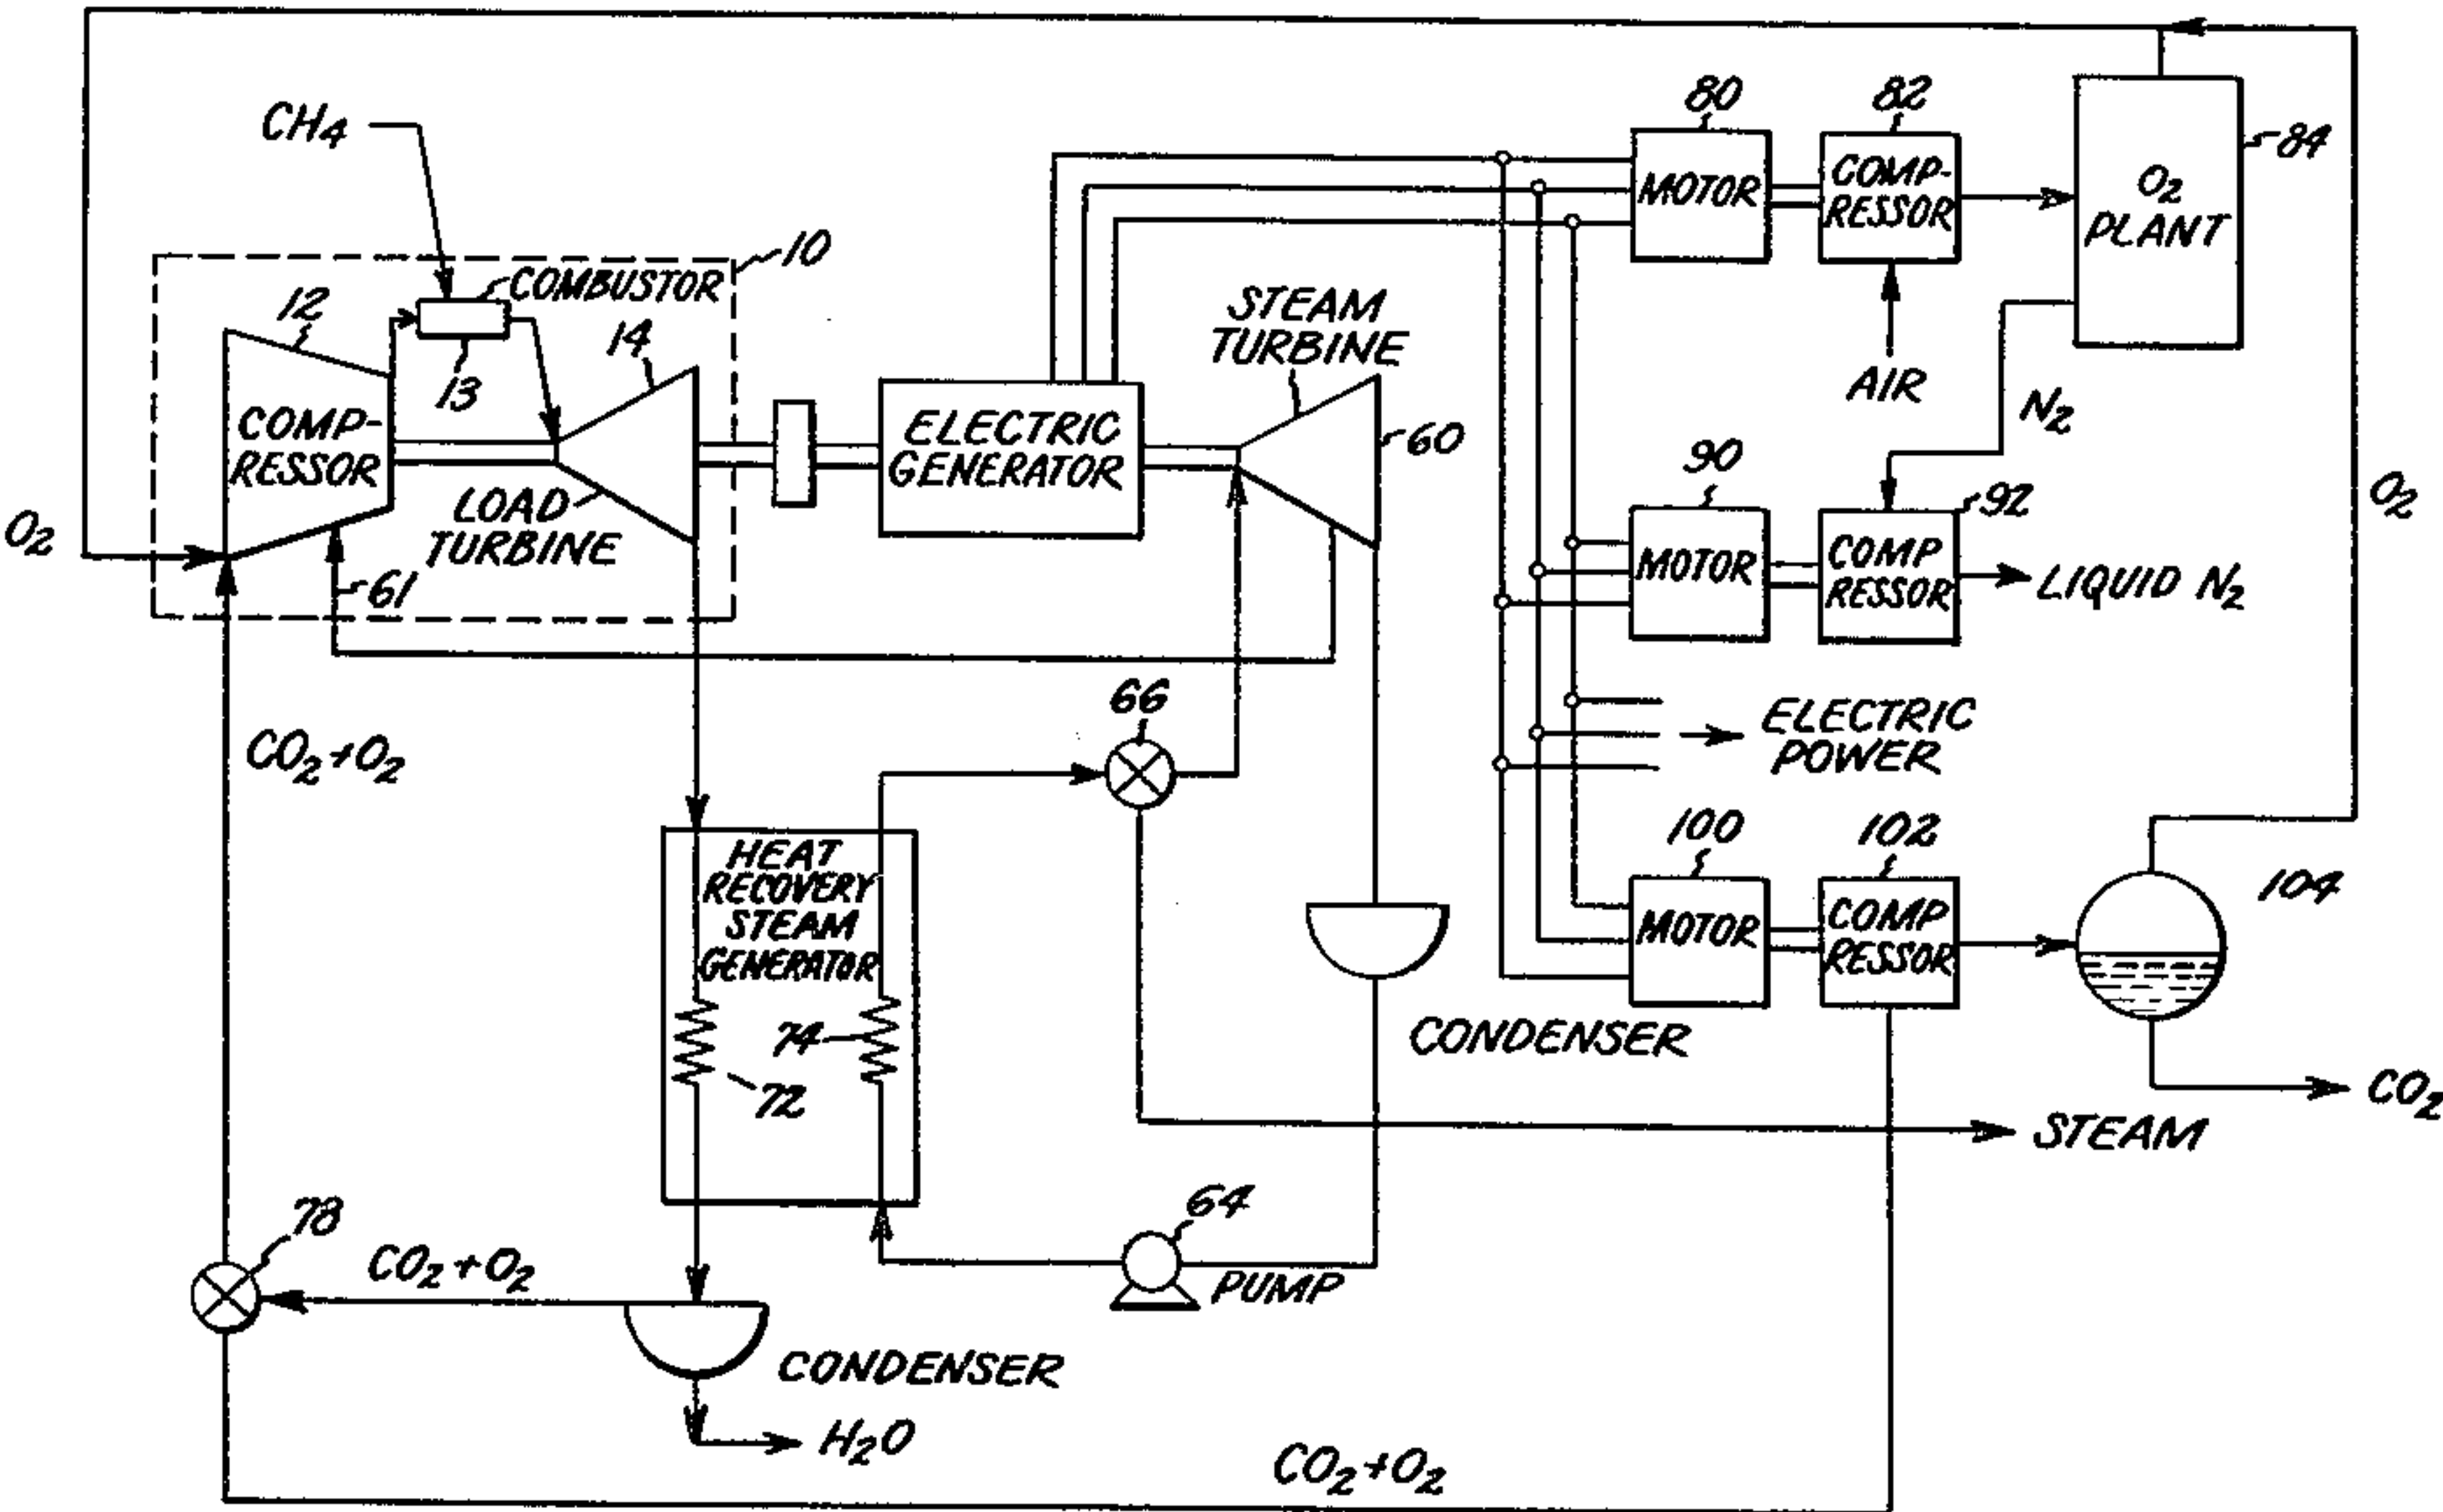 CH4
80
82
84
MOTOR
COMP-
RESSOR
O2
PLANT
10
12
COMBUSTOR
13
14
STEAM
TURBINE
AIR
N2
COMP-
RESSOR
LOAD
TURBINE
ELECTRIC
GENERATOR
60
90
92
O2
O2
61
MOTOR
COMP
RESSOR
LIQUID N2
CO2+O2
66
ELECTRIC
POWER
HEAT
RECOVERY
STEAM
GENERATOR
100
102
104
MOTOR
COMP
RESSOR
74
72
CONDENSER
CO2
STEAM
78
CO2+O2
64
PUMP
CONDENSER
H2O
CO2+O2